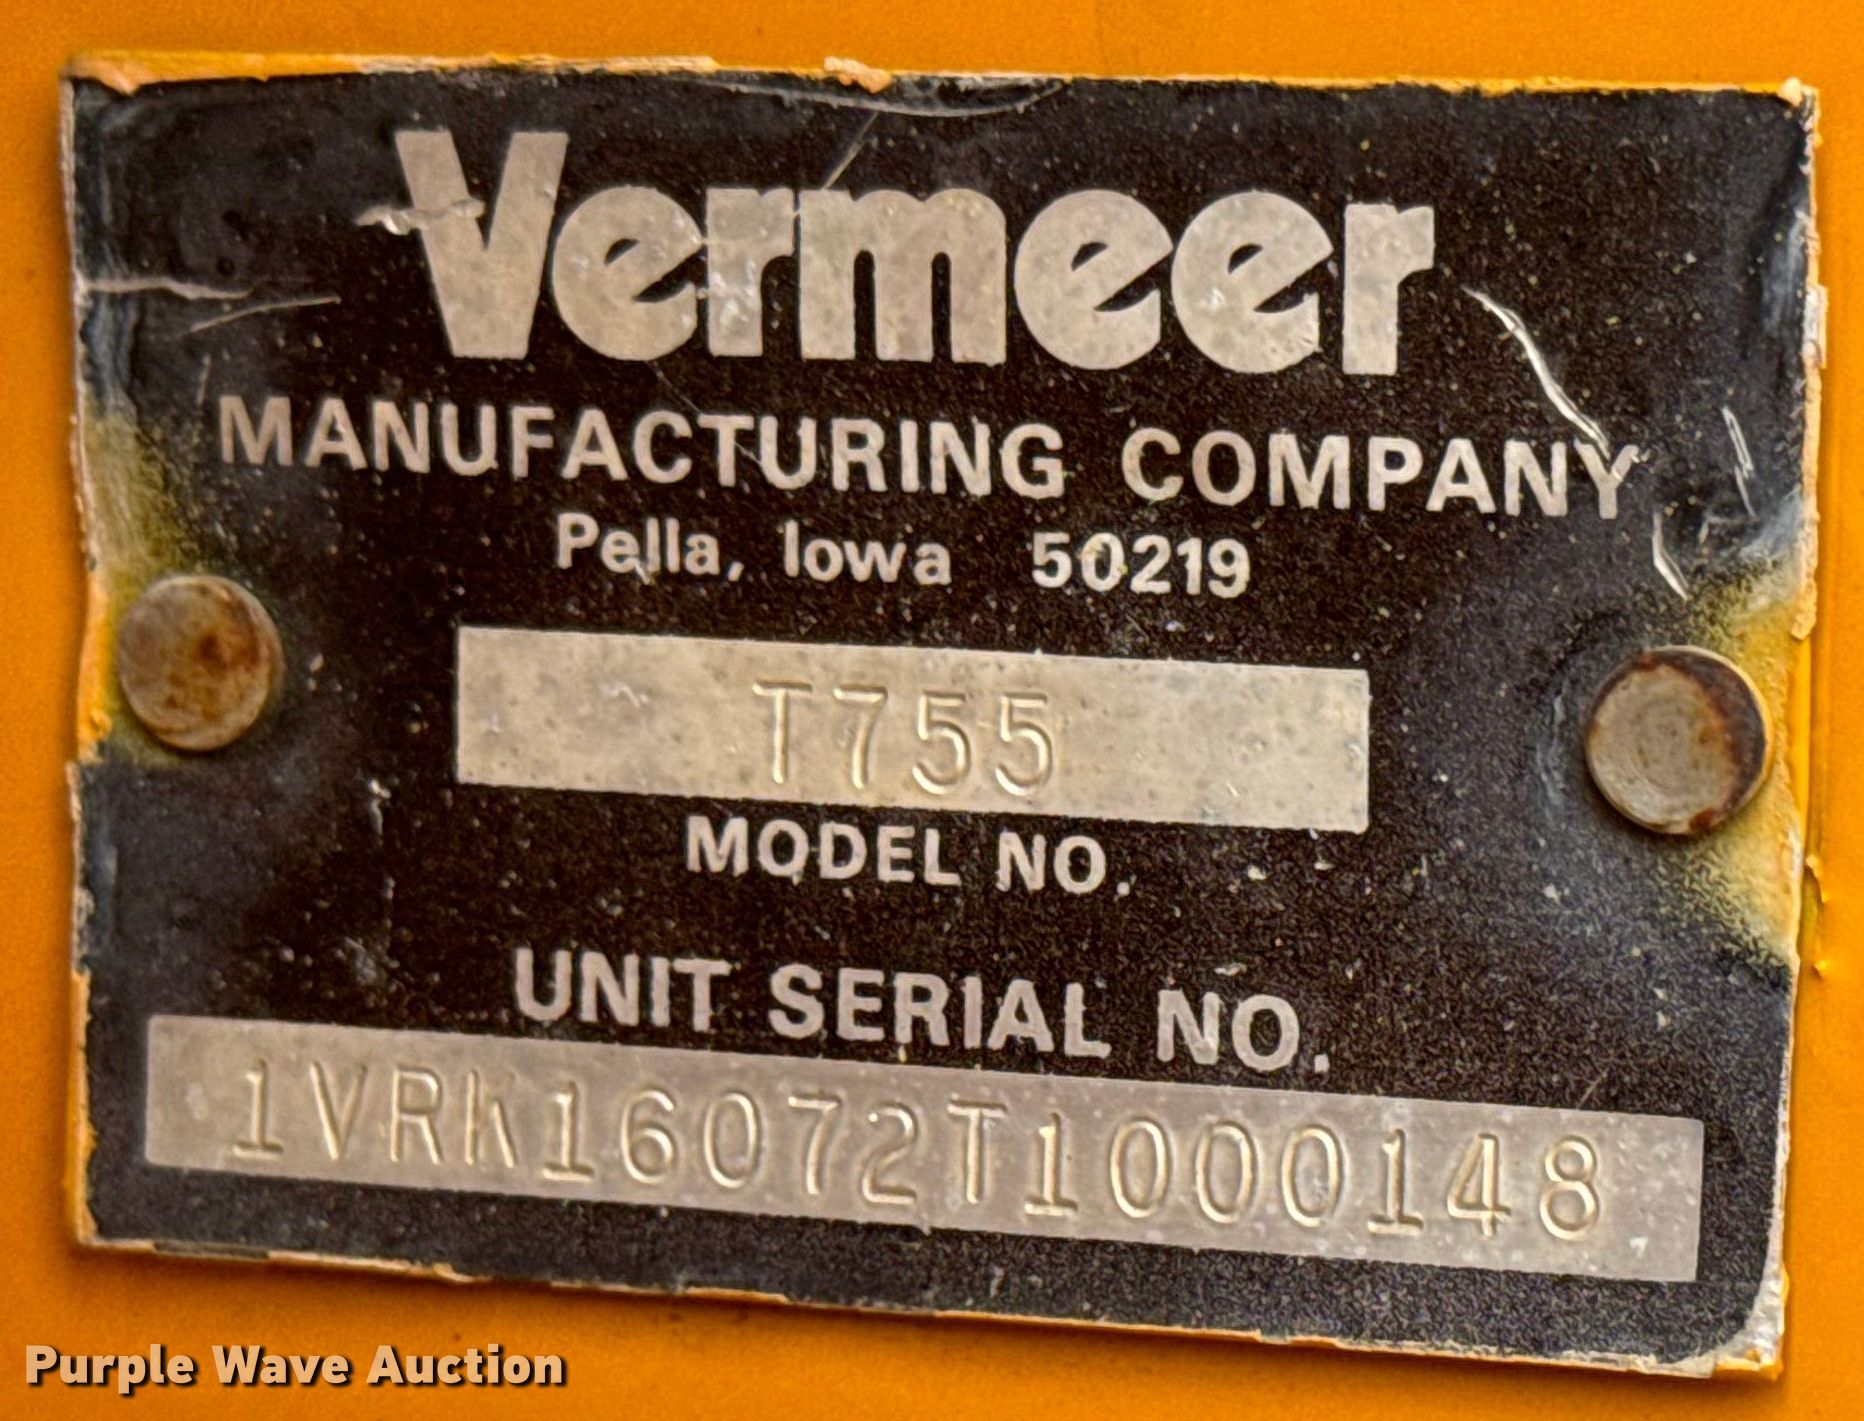 Vermeer
MANUFACTURING COMPANY
Pella, Iowa 50219
T755
MODEL NO.
UNIT SERIAL NO.
1VRK16072T1000148
Purple Wave Auction